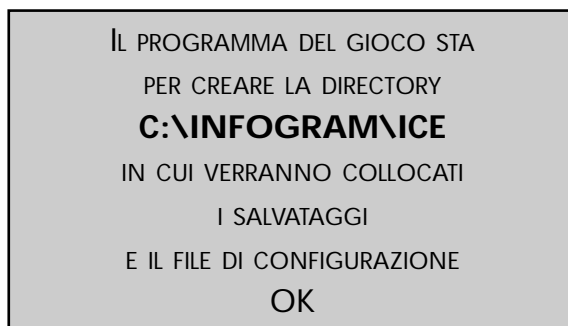 Il programma del gioco sta
per creare la directory
C:\INFOGRAM\ICE
in cui verranno collocati
i salvataggi
e il file di configurazione
OK